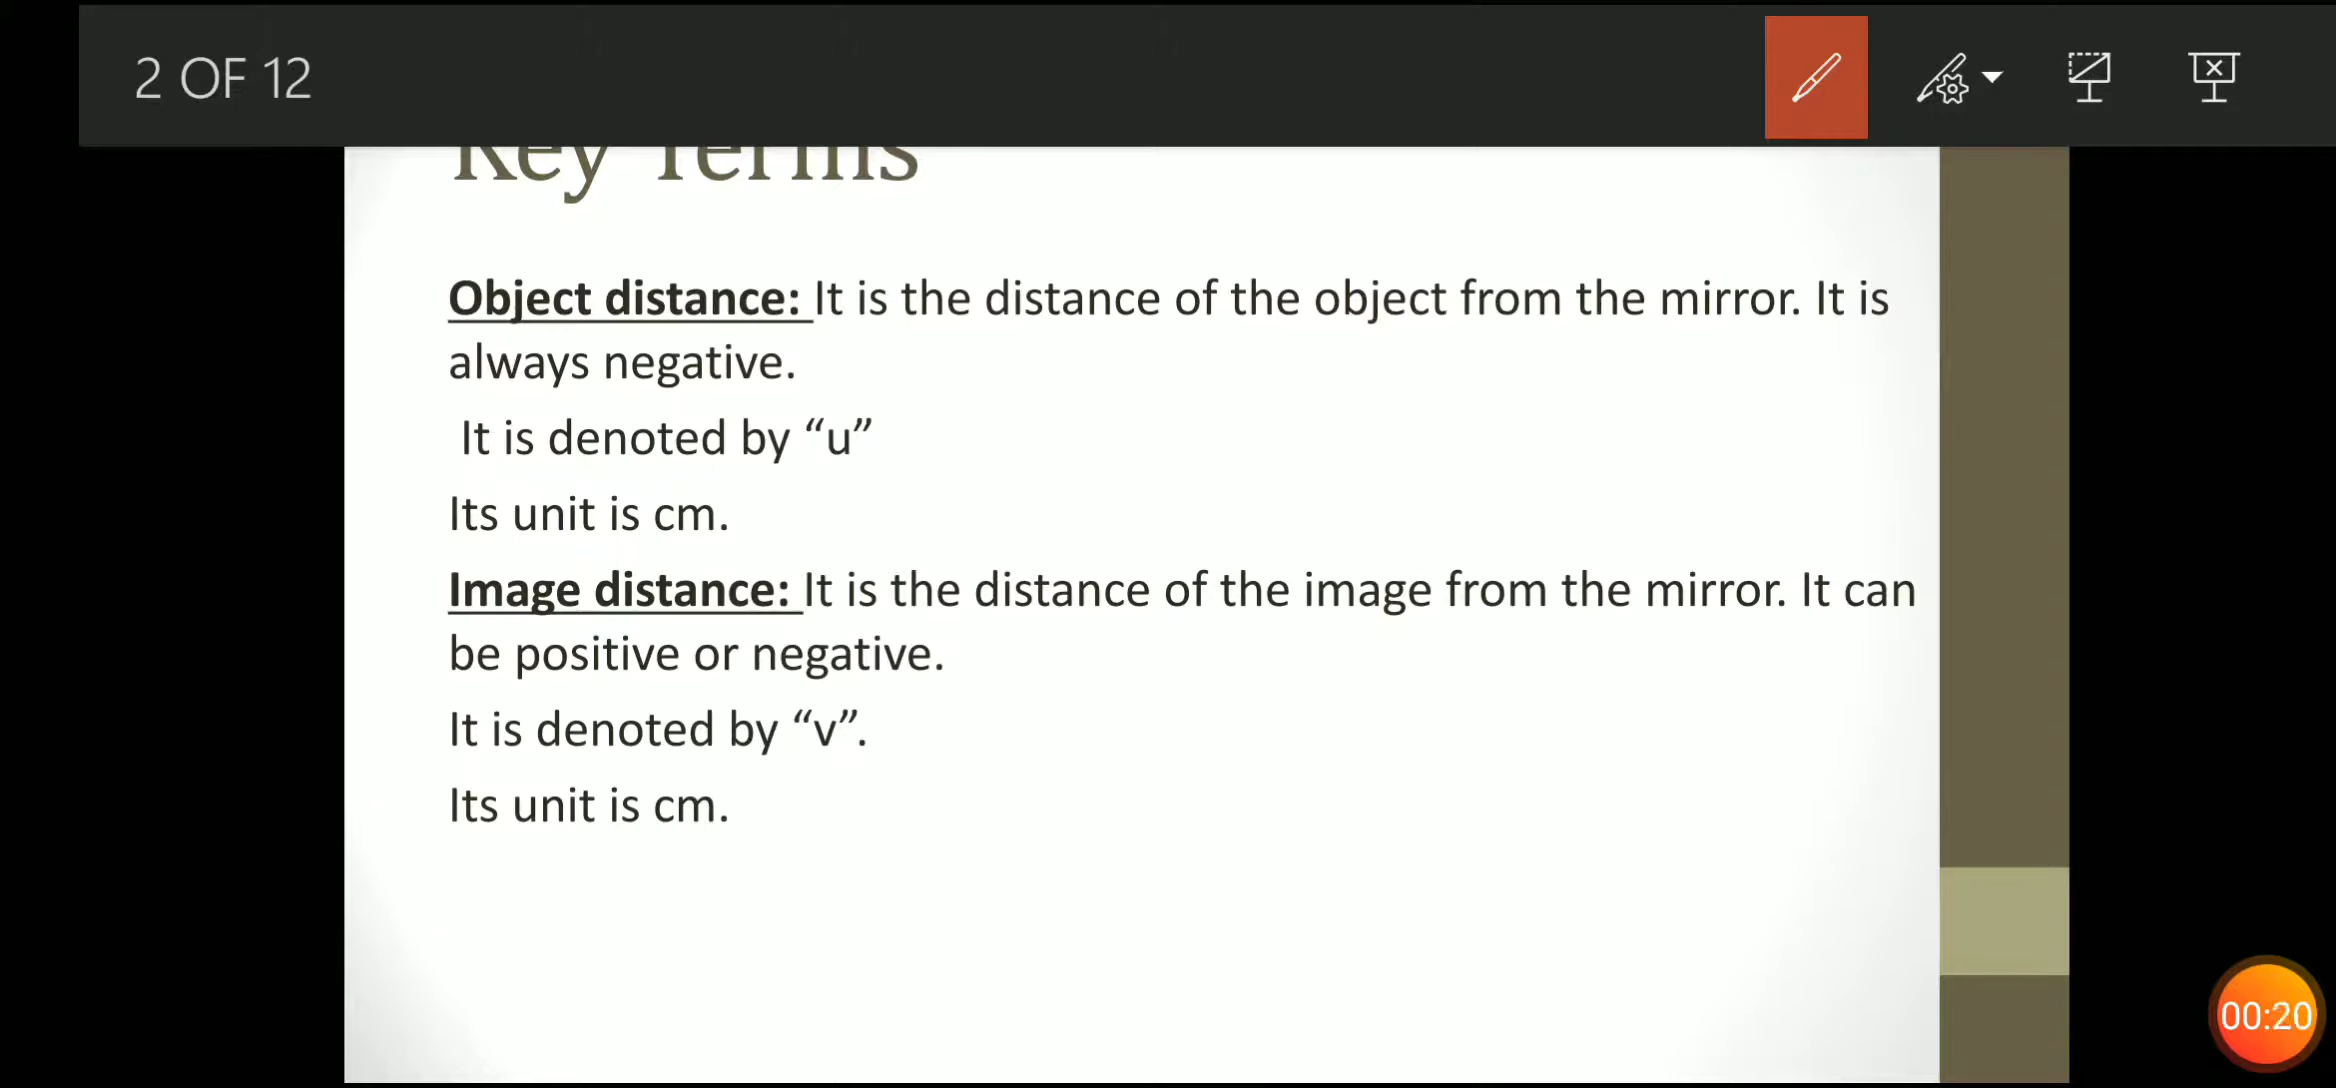 2 OF 12
Key Terms
Object distance: It is the distance of the object from the mirror. It is
always negative.
It is denoted by “u”
Its unit is cm.
Image distance: It is the distance of the image from the mirror. It can
be positive or negative.
It is denoted by “v”.
Its unit is cm.
00:20